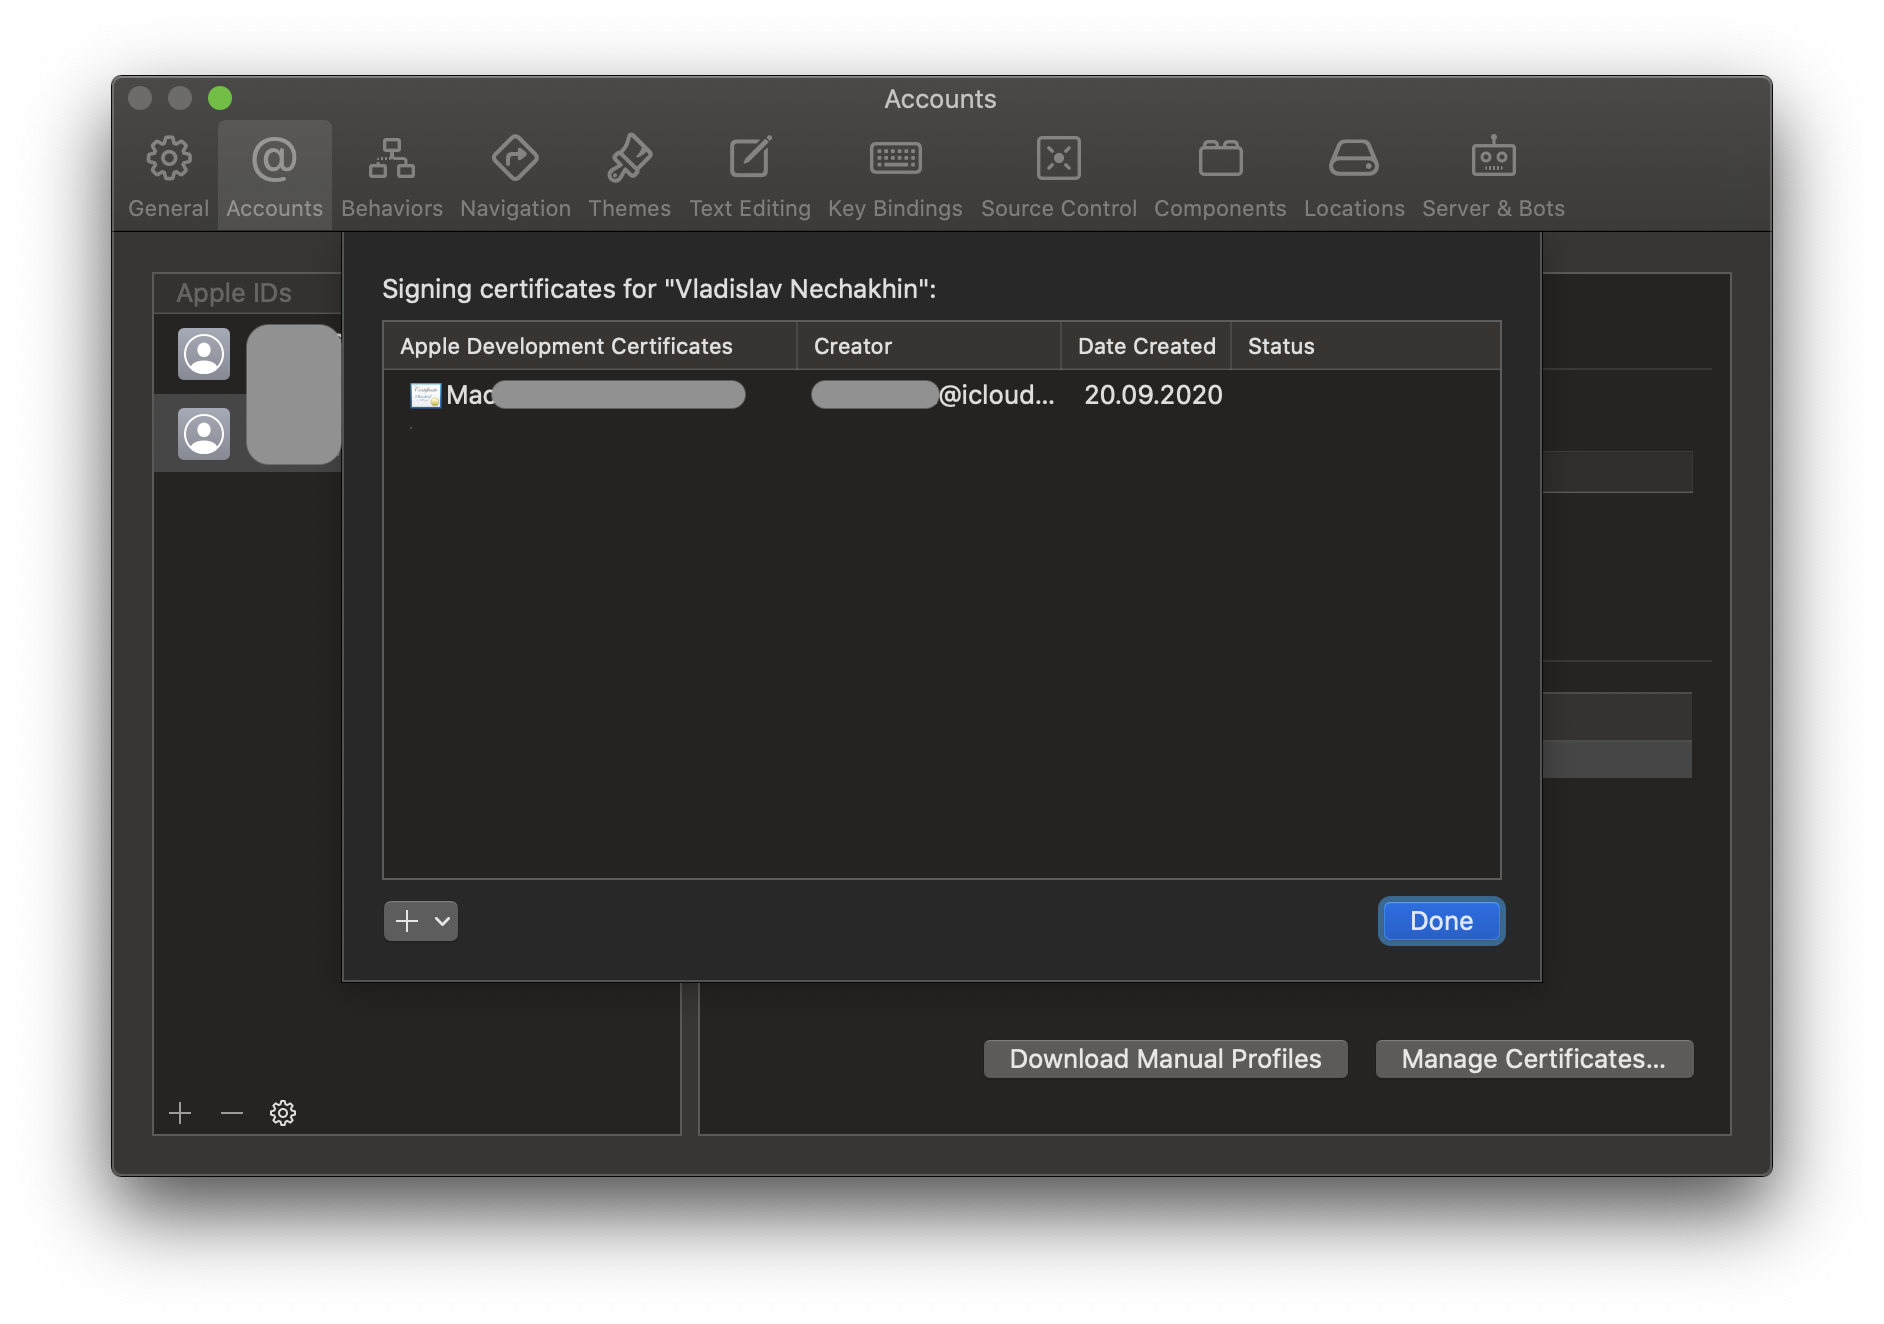 Accounts
General Accounts Behaviors Navigation Themes Text Editing Key Bindings Source Control Components Locations Server & Bots
Apple IDs
Signing certificates for "Vladislav Nechakhin":
Apple Development Certificates Creator Date Created Status
Mac @icloud... 20.09.2020
Done
Download Manual Profiles Manage Certificates...